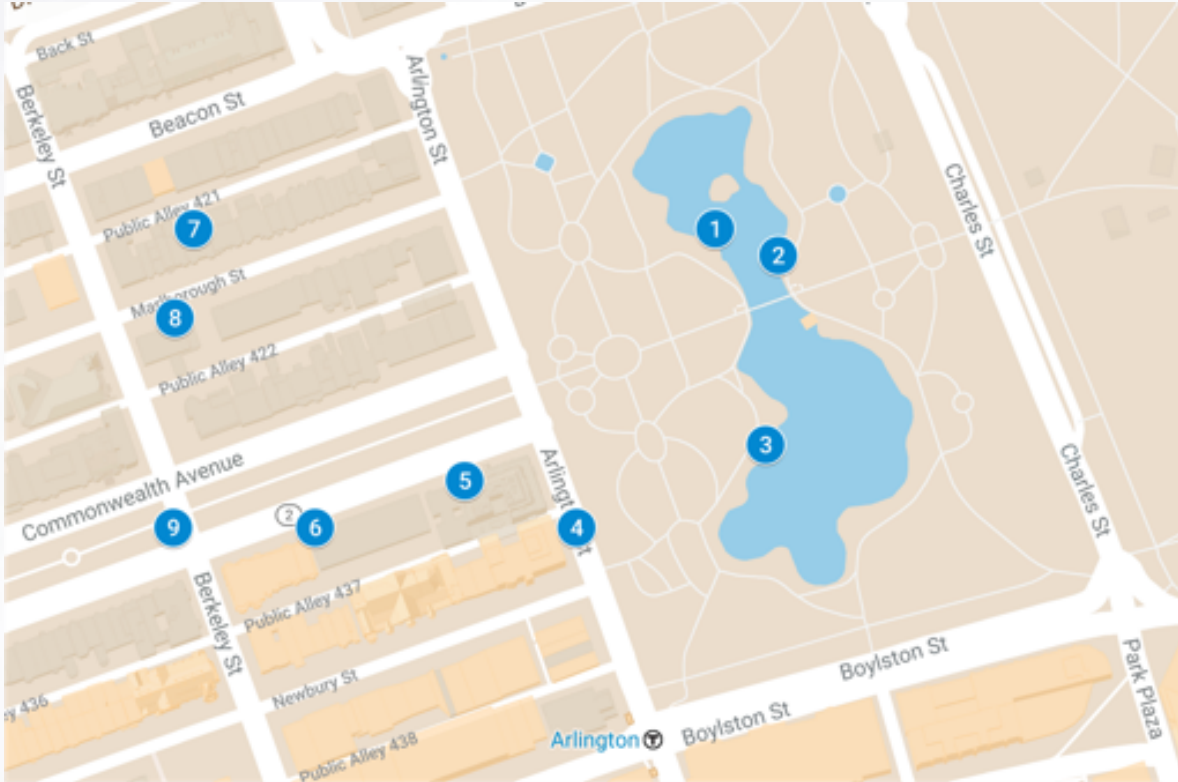 Back St
Beacon St
Berkeley St
Arlington St
Public Alley 421
7
Marlborough St
8
Public Alley 422
1
2
3
Charles St
Commonwealth Avenue
5
Arlingt
t
4
2
6
9
Charles St
Berkeley St
Public Alley 437
Newbury St
ey 436
Public Alley 438
Arlington T
Boylston St
Boylston St
Park Plaza